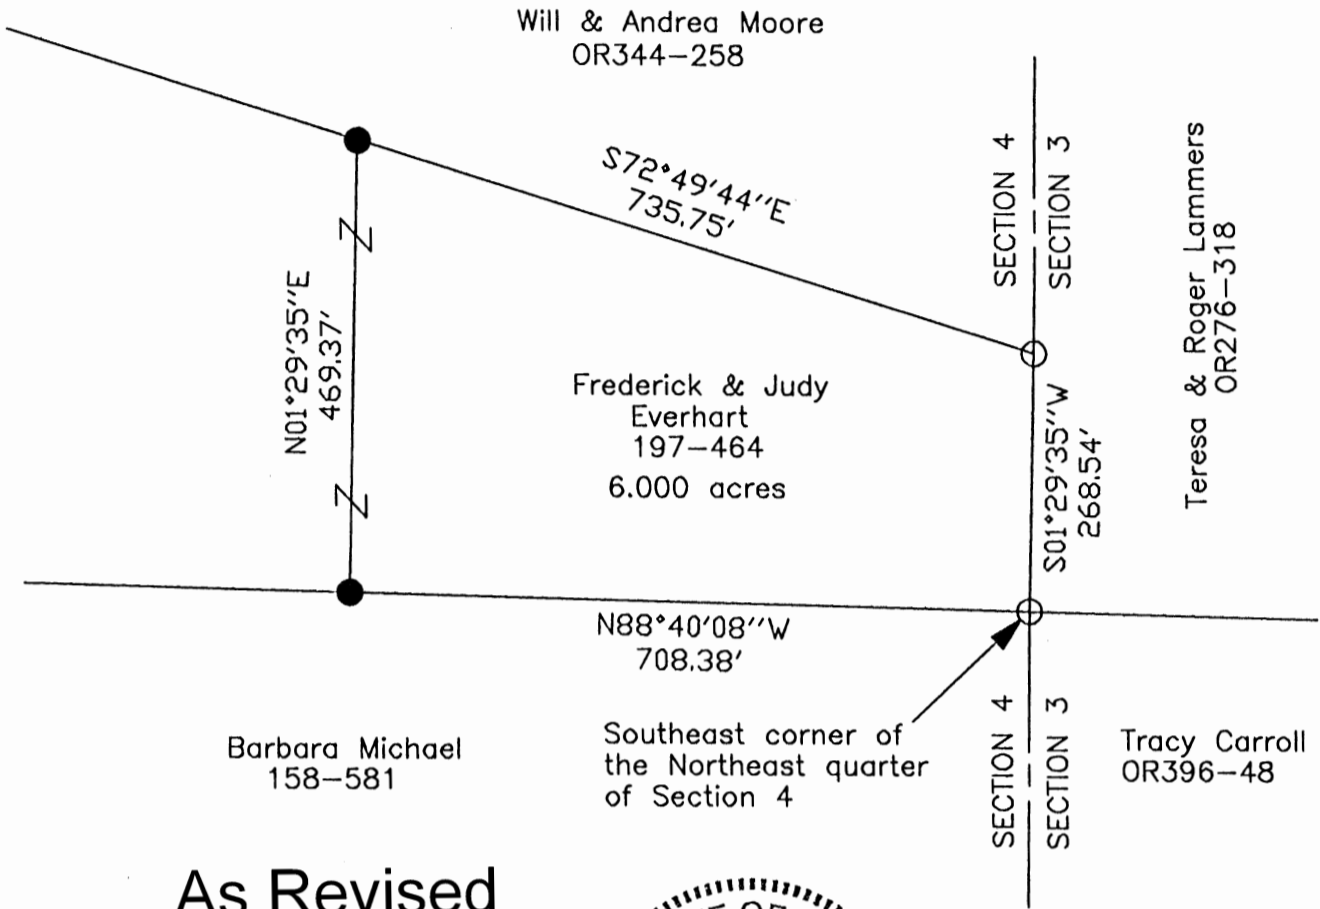 Will & Andrea Moore
OR344-258
S72°49'44''E
735.75'
SECTION 4
SECTION 3
Teresa & Roger Lammers
OR276-318
N01°29'35''E
469.37'
Frederick & Judy
Everhart
197-464
6.000 acres
S01°29'35''W
268.54'
N88°40'08''W
708.38'
Barbara Michael
158-581
Southeast corner of
the Northeast quarter
of Section 4
SECTION 4
SECTION 3
Tracy Carroll
OR396-48
As Revised